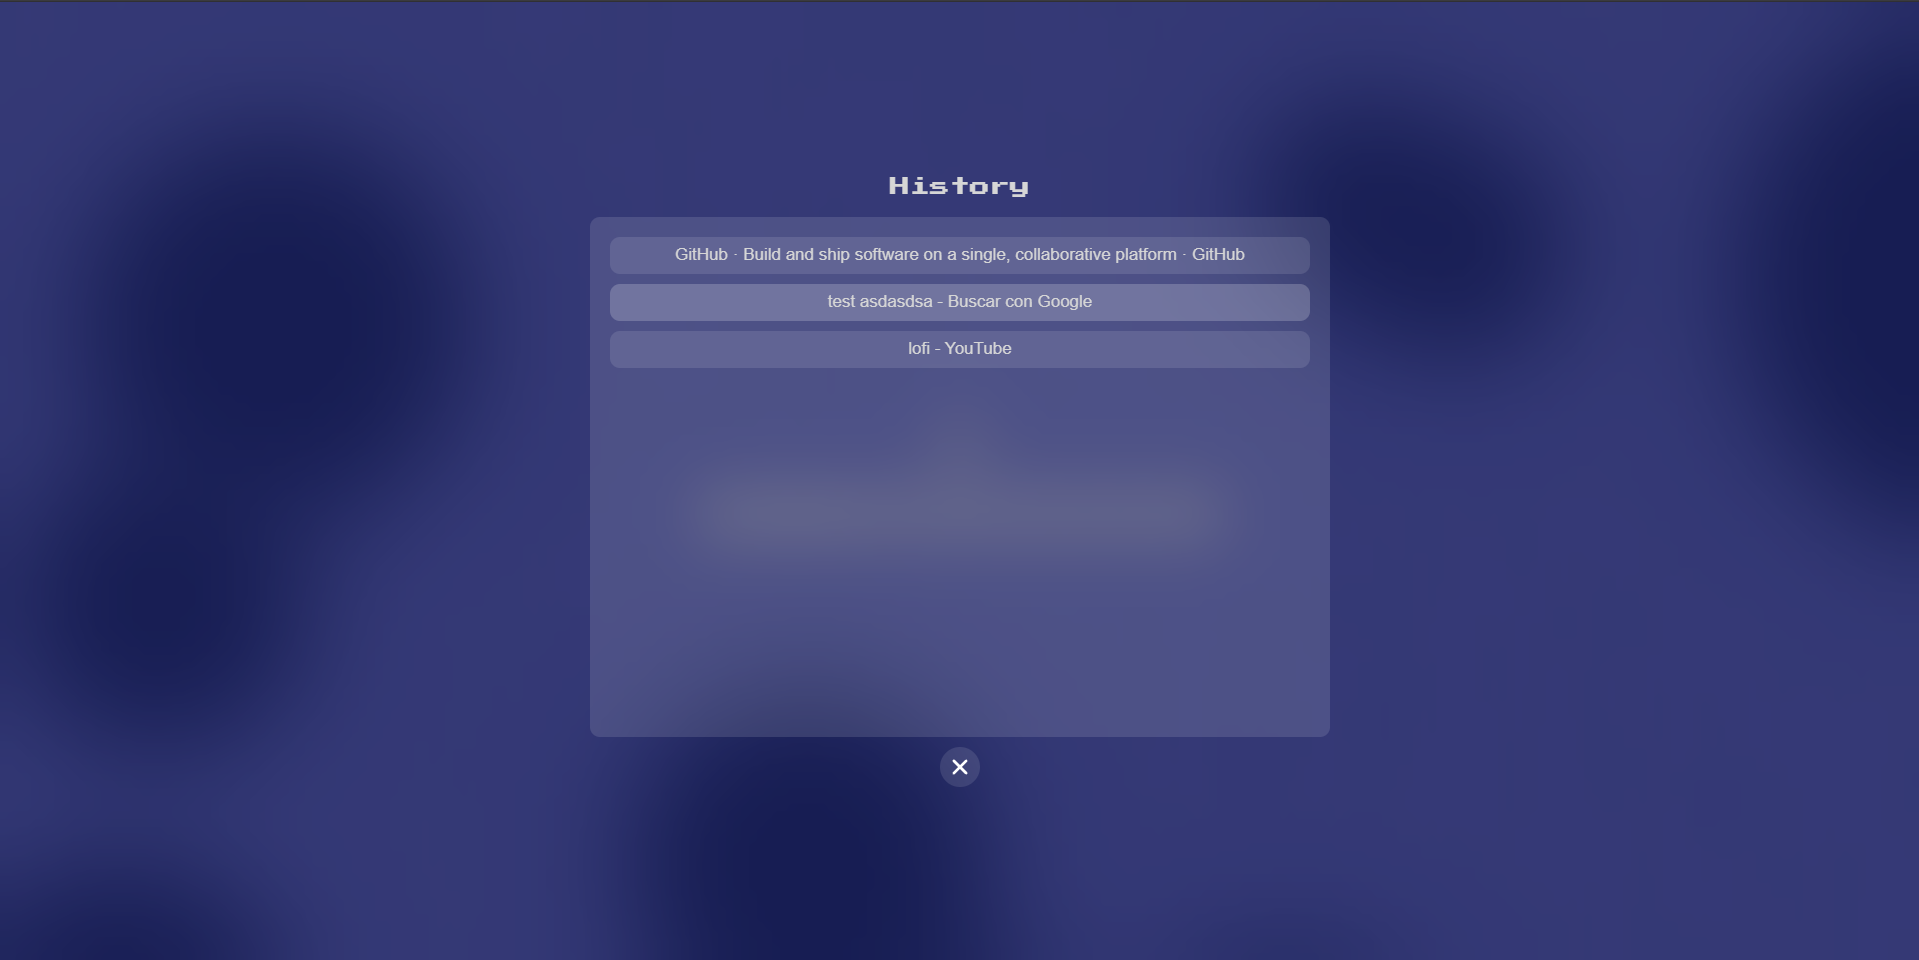 History
GitHub · Build and ship software on a single, collaborative platform · GitHub
test asdasdsa - Buscar con Google
lofi - YouTube